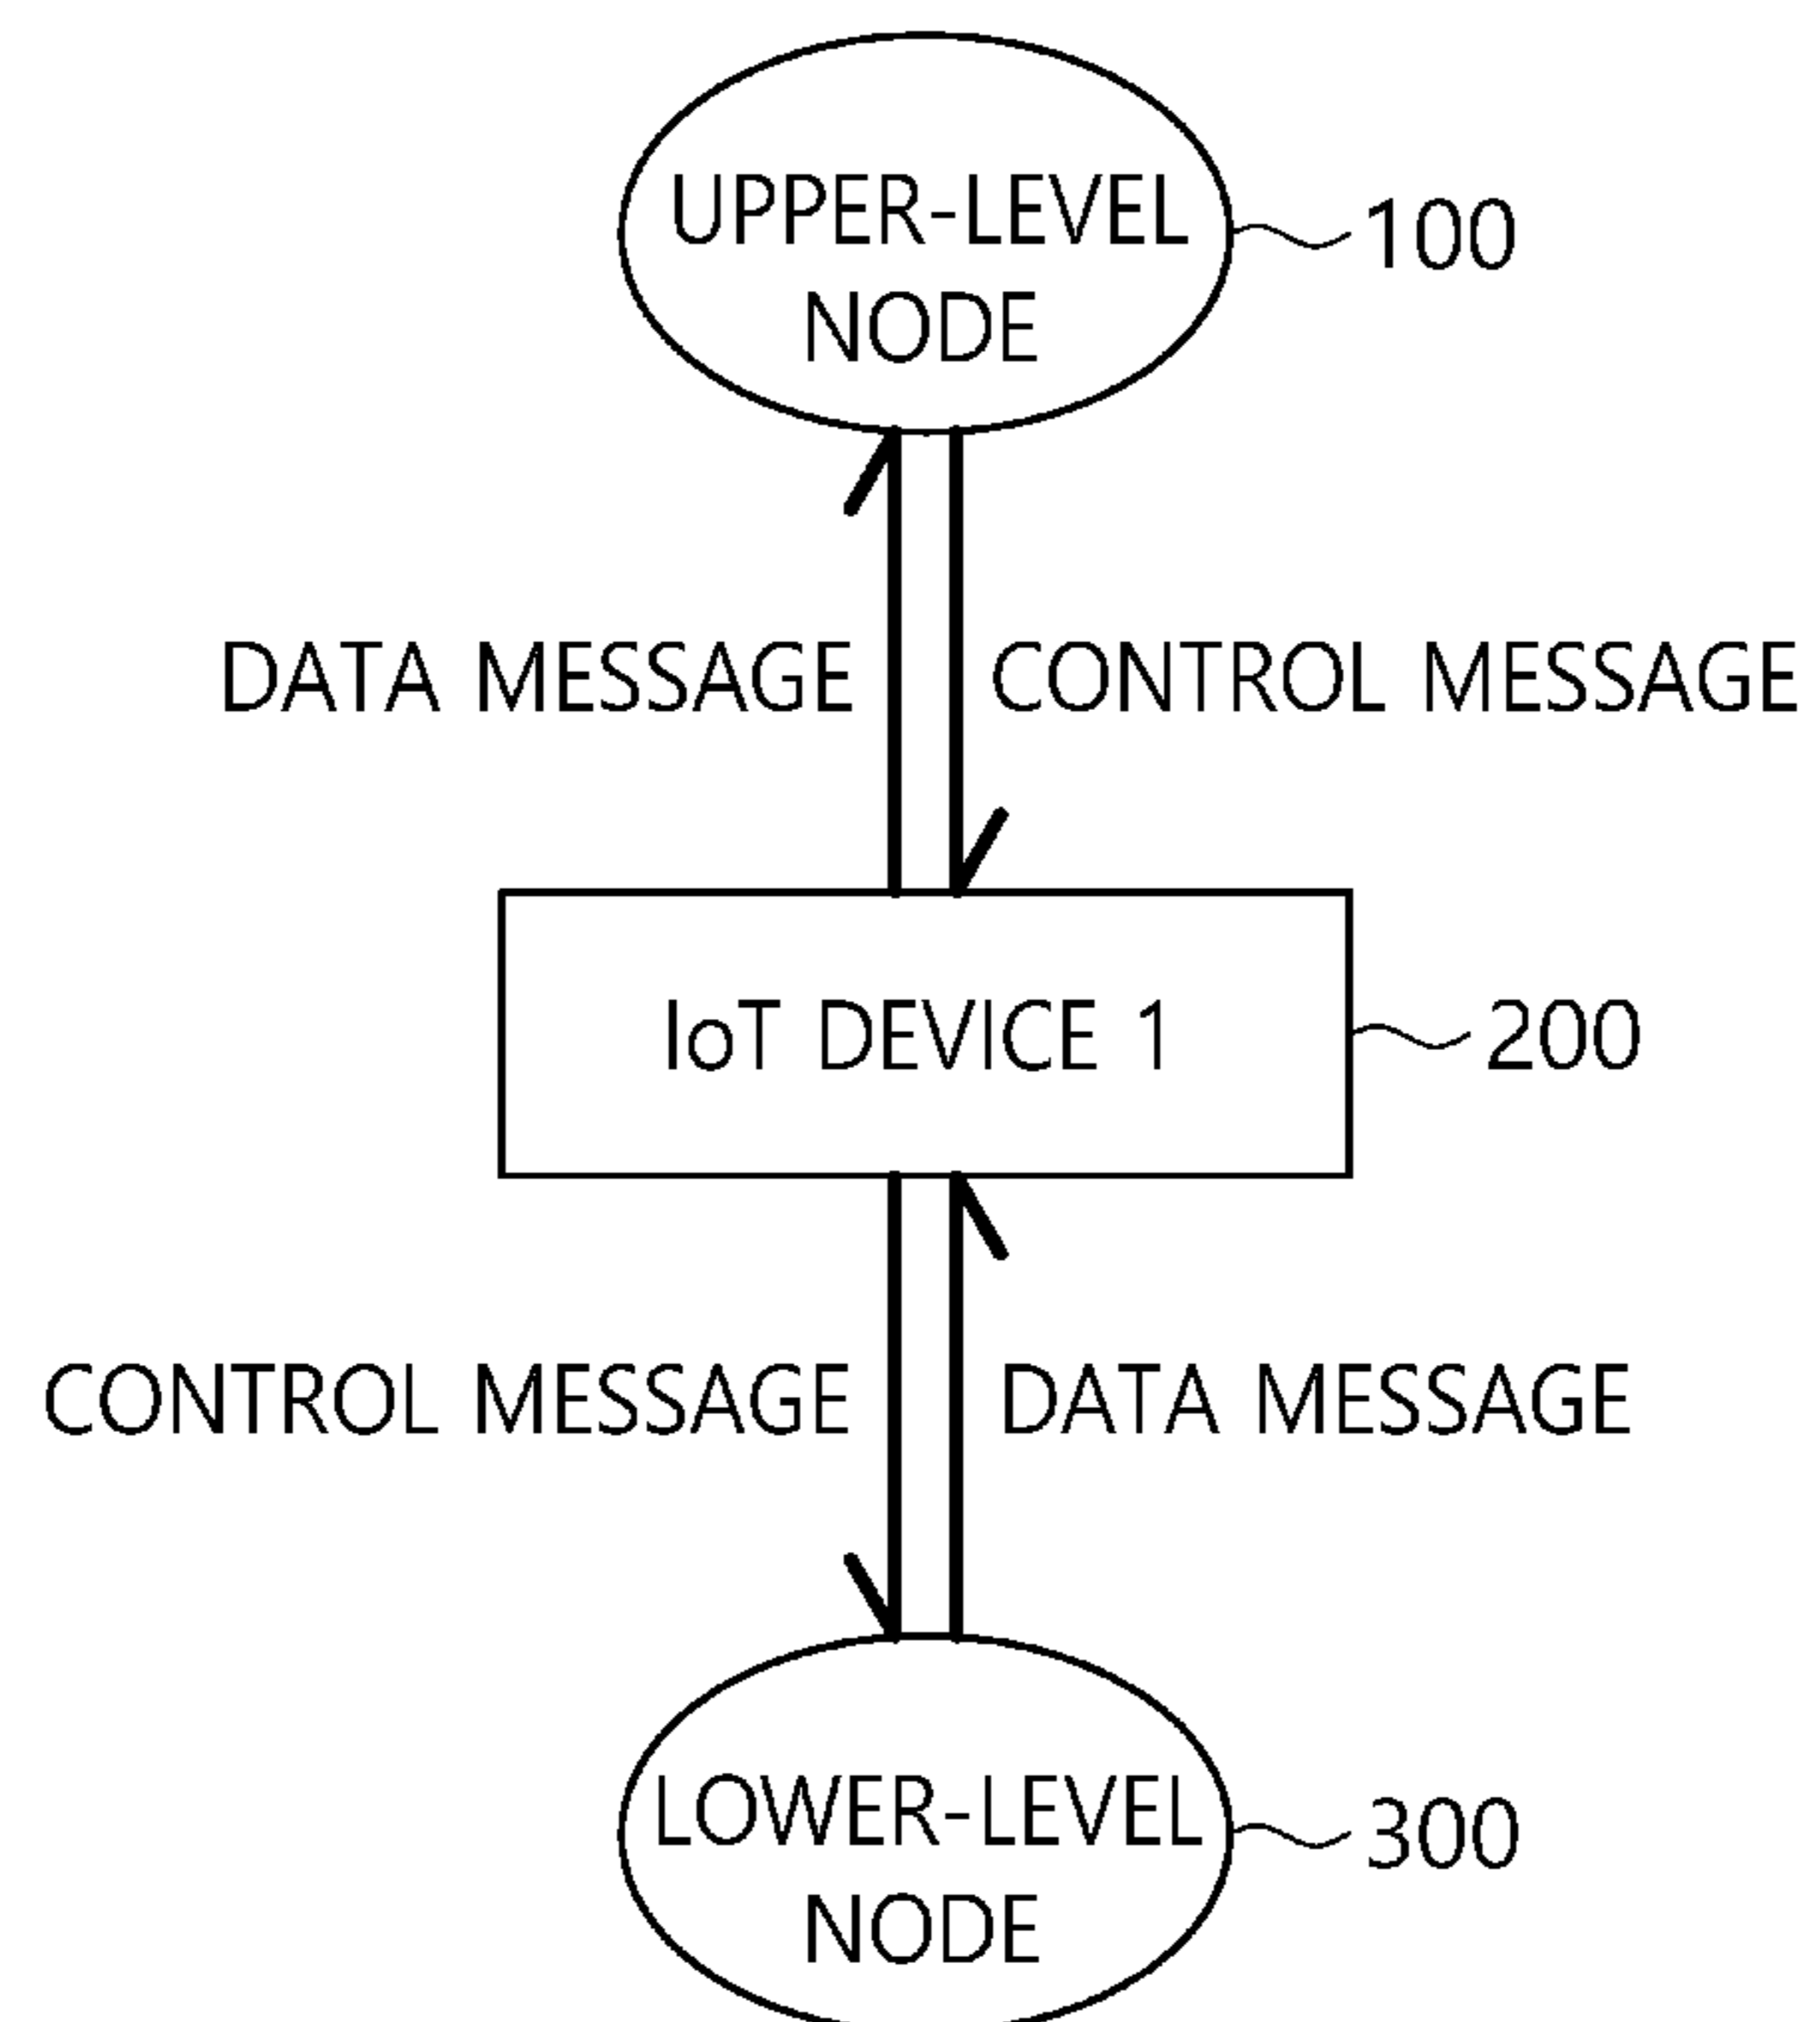 UPPER-LEVEL
NODE
100
DATA MESSAGE
CONTROL MESSAGE
IoT DEVICE 1
200
CONTROL MESSAGE
DATA MESSAGE
LOWER-LEVEL
NODE
300